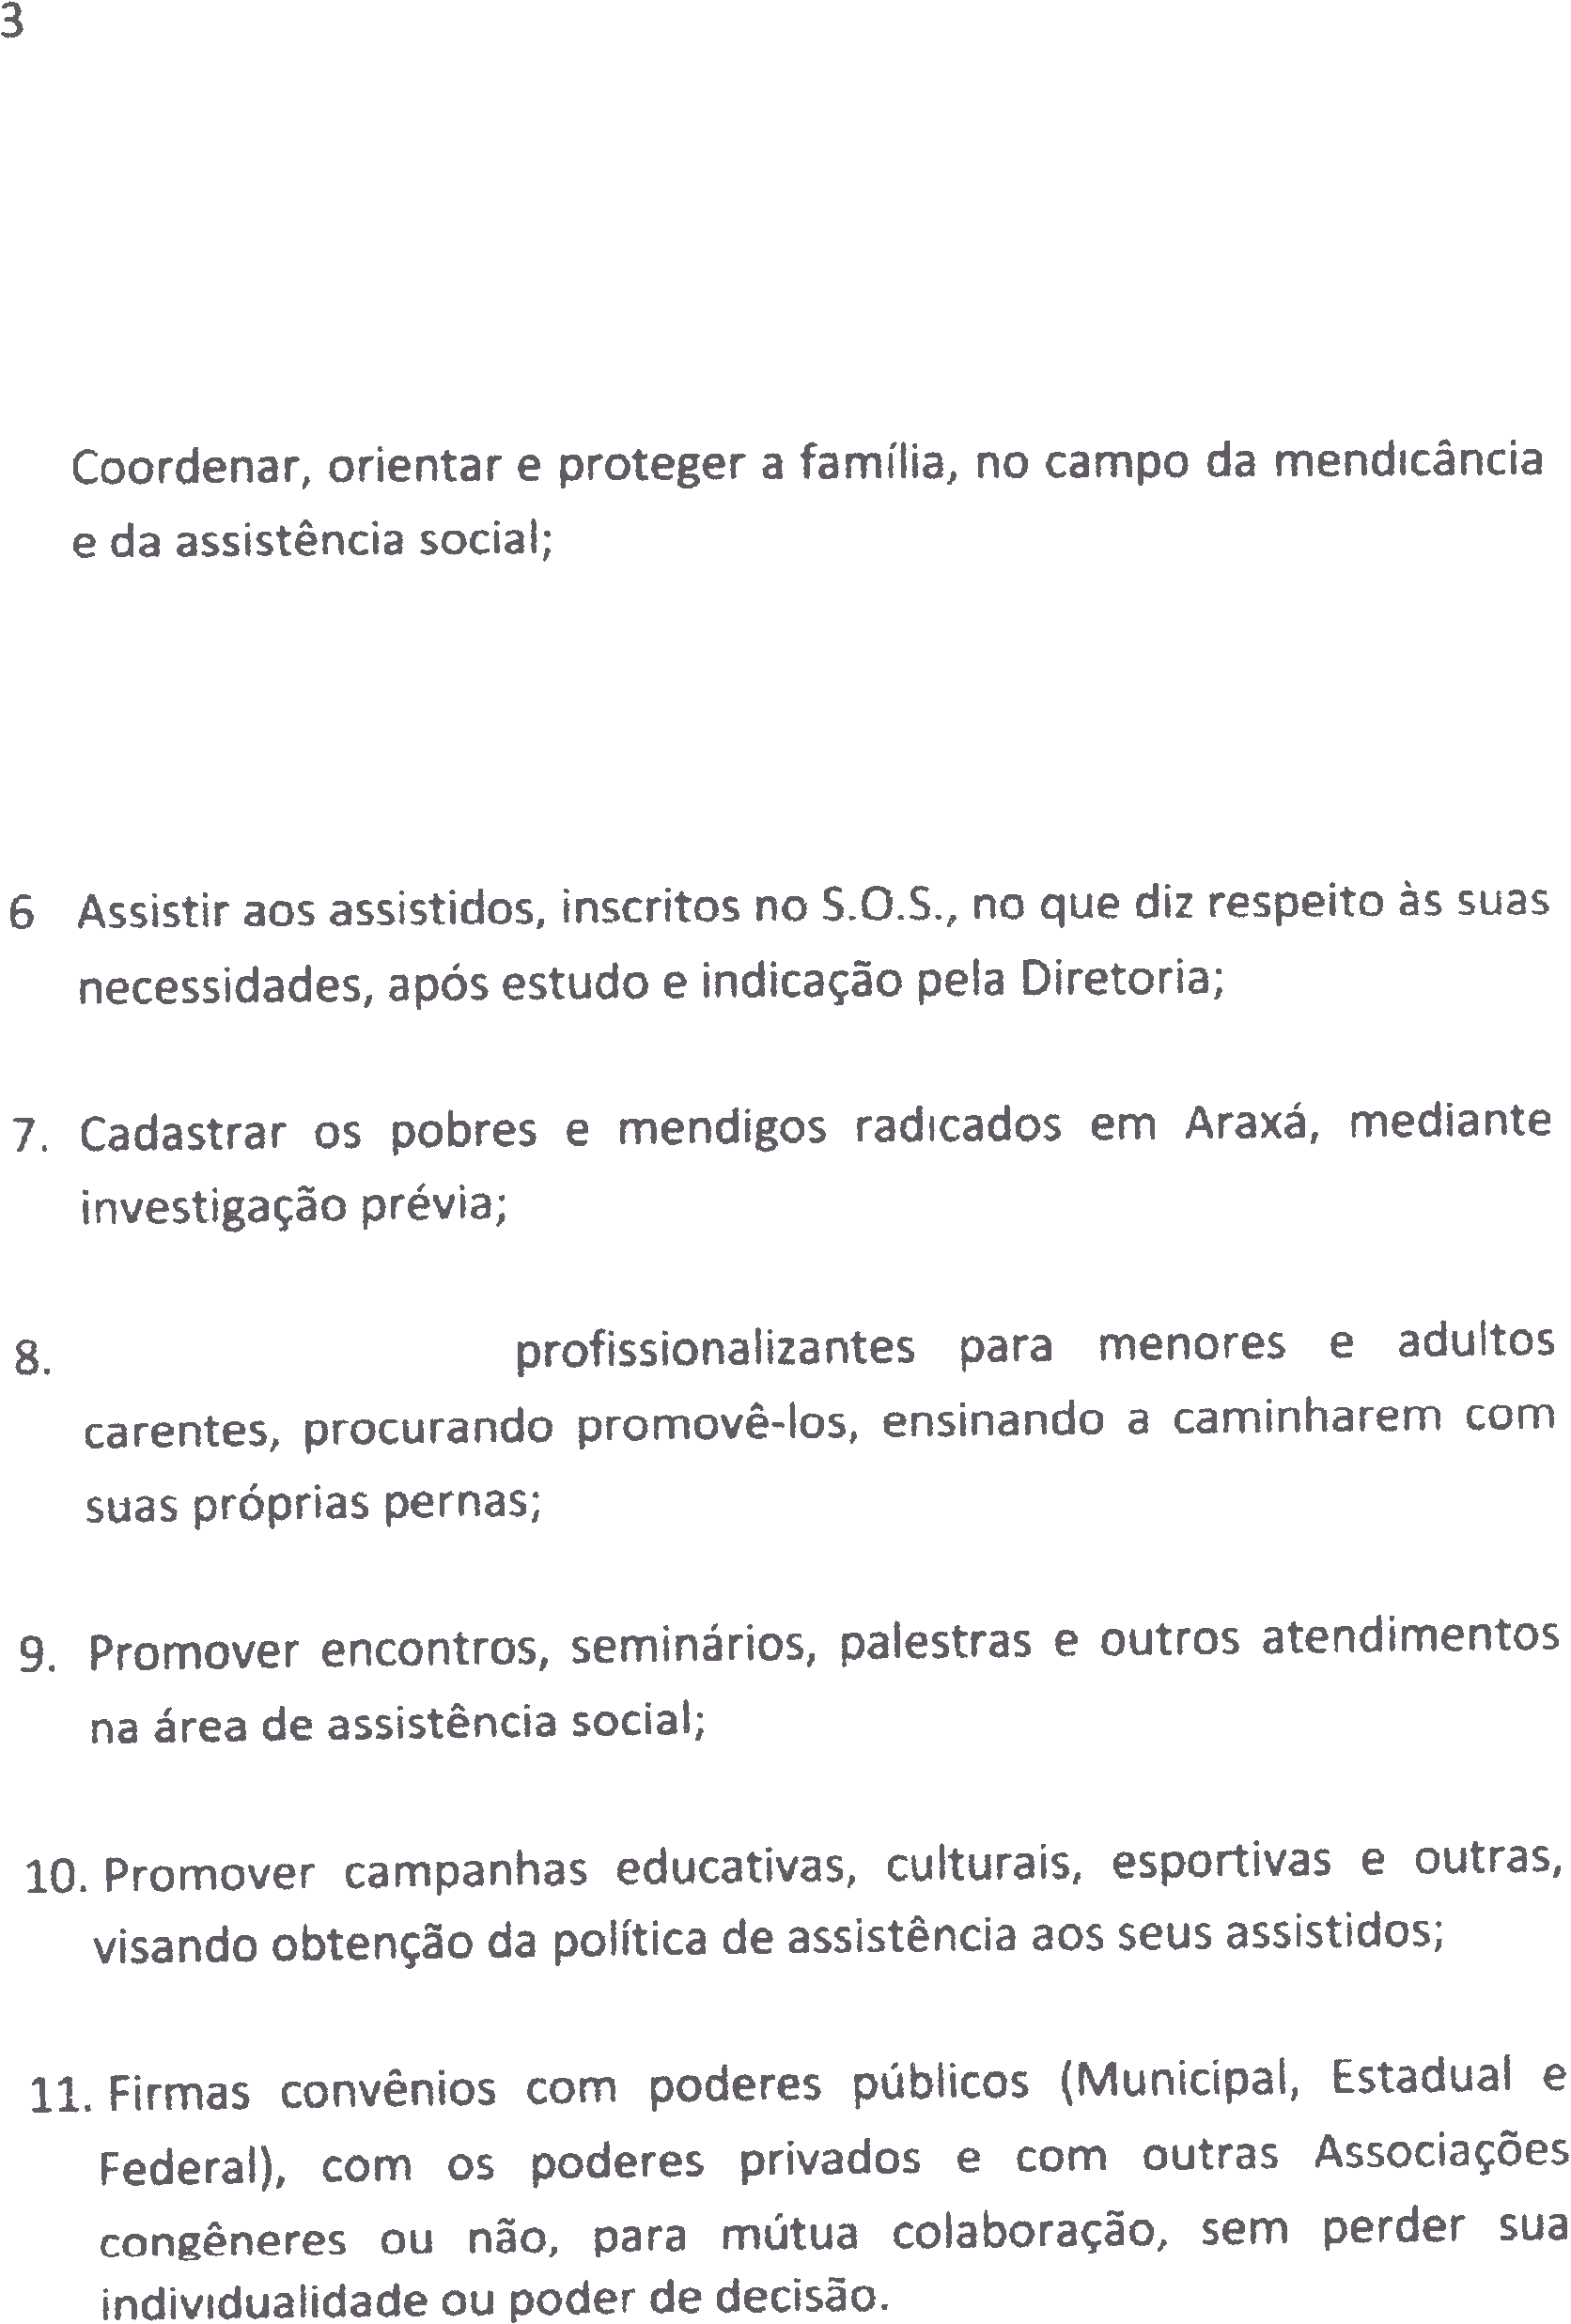 3
Coordenar, orientar e proteger a família, no campo da mendicância
e da assistência social;
6 Assistir aos assistidos, inscritos no S.O.S., no que diz respeito às suas
necessidades, após estudo e indicação pela Diretoria;
7. Cadastrar os pobres e mendigos radicados em Araxá, mediante
investigação prévia;
8. profissionalizantes para menores e adultos
carentes, procurando promovê-los, ensinando a caminharem com
suas próprias pernas;
9. Promover encontros, seminários, palestras e outros atendimentos
na área de assistência social;
10. Promover campanhas educativas, culturais, esportivas e outras,
visando obtenção da política de assistência aos seus assistidos;
11. Firmas convênios com poderes públicos (Municipal, Estadual e
Federal), com os poderes privados e com outras Associações
congêneres ou não, para mútua colaboração, sem perder sua
individualidade ou poder de decisão.